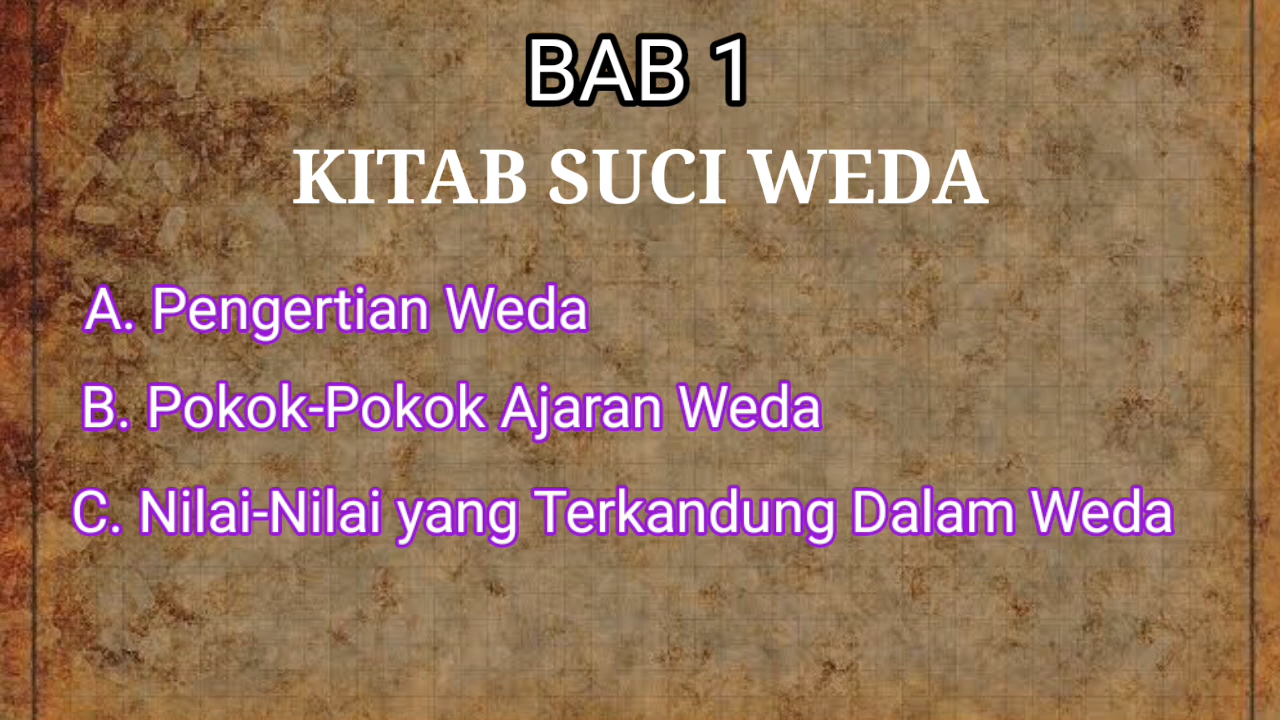 BAB 1
KITAB SUCI WEDA
A. Pengertian Weda
B. Pokok-Pokok Ajaran Weda
C. Nilai-Nilai yang Terkandung Dalam Weda